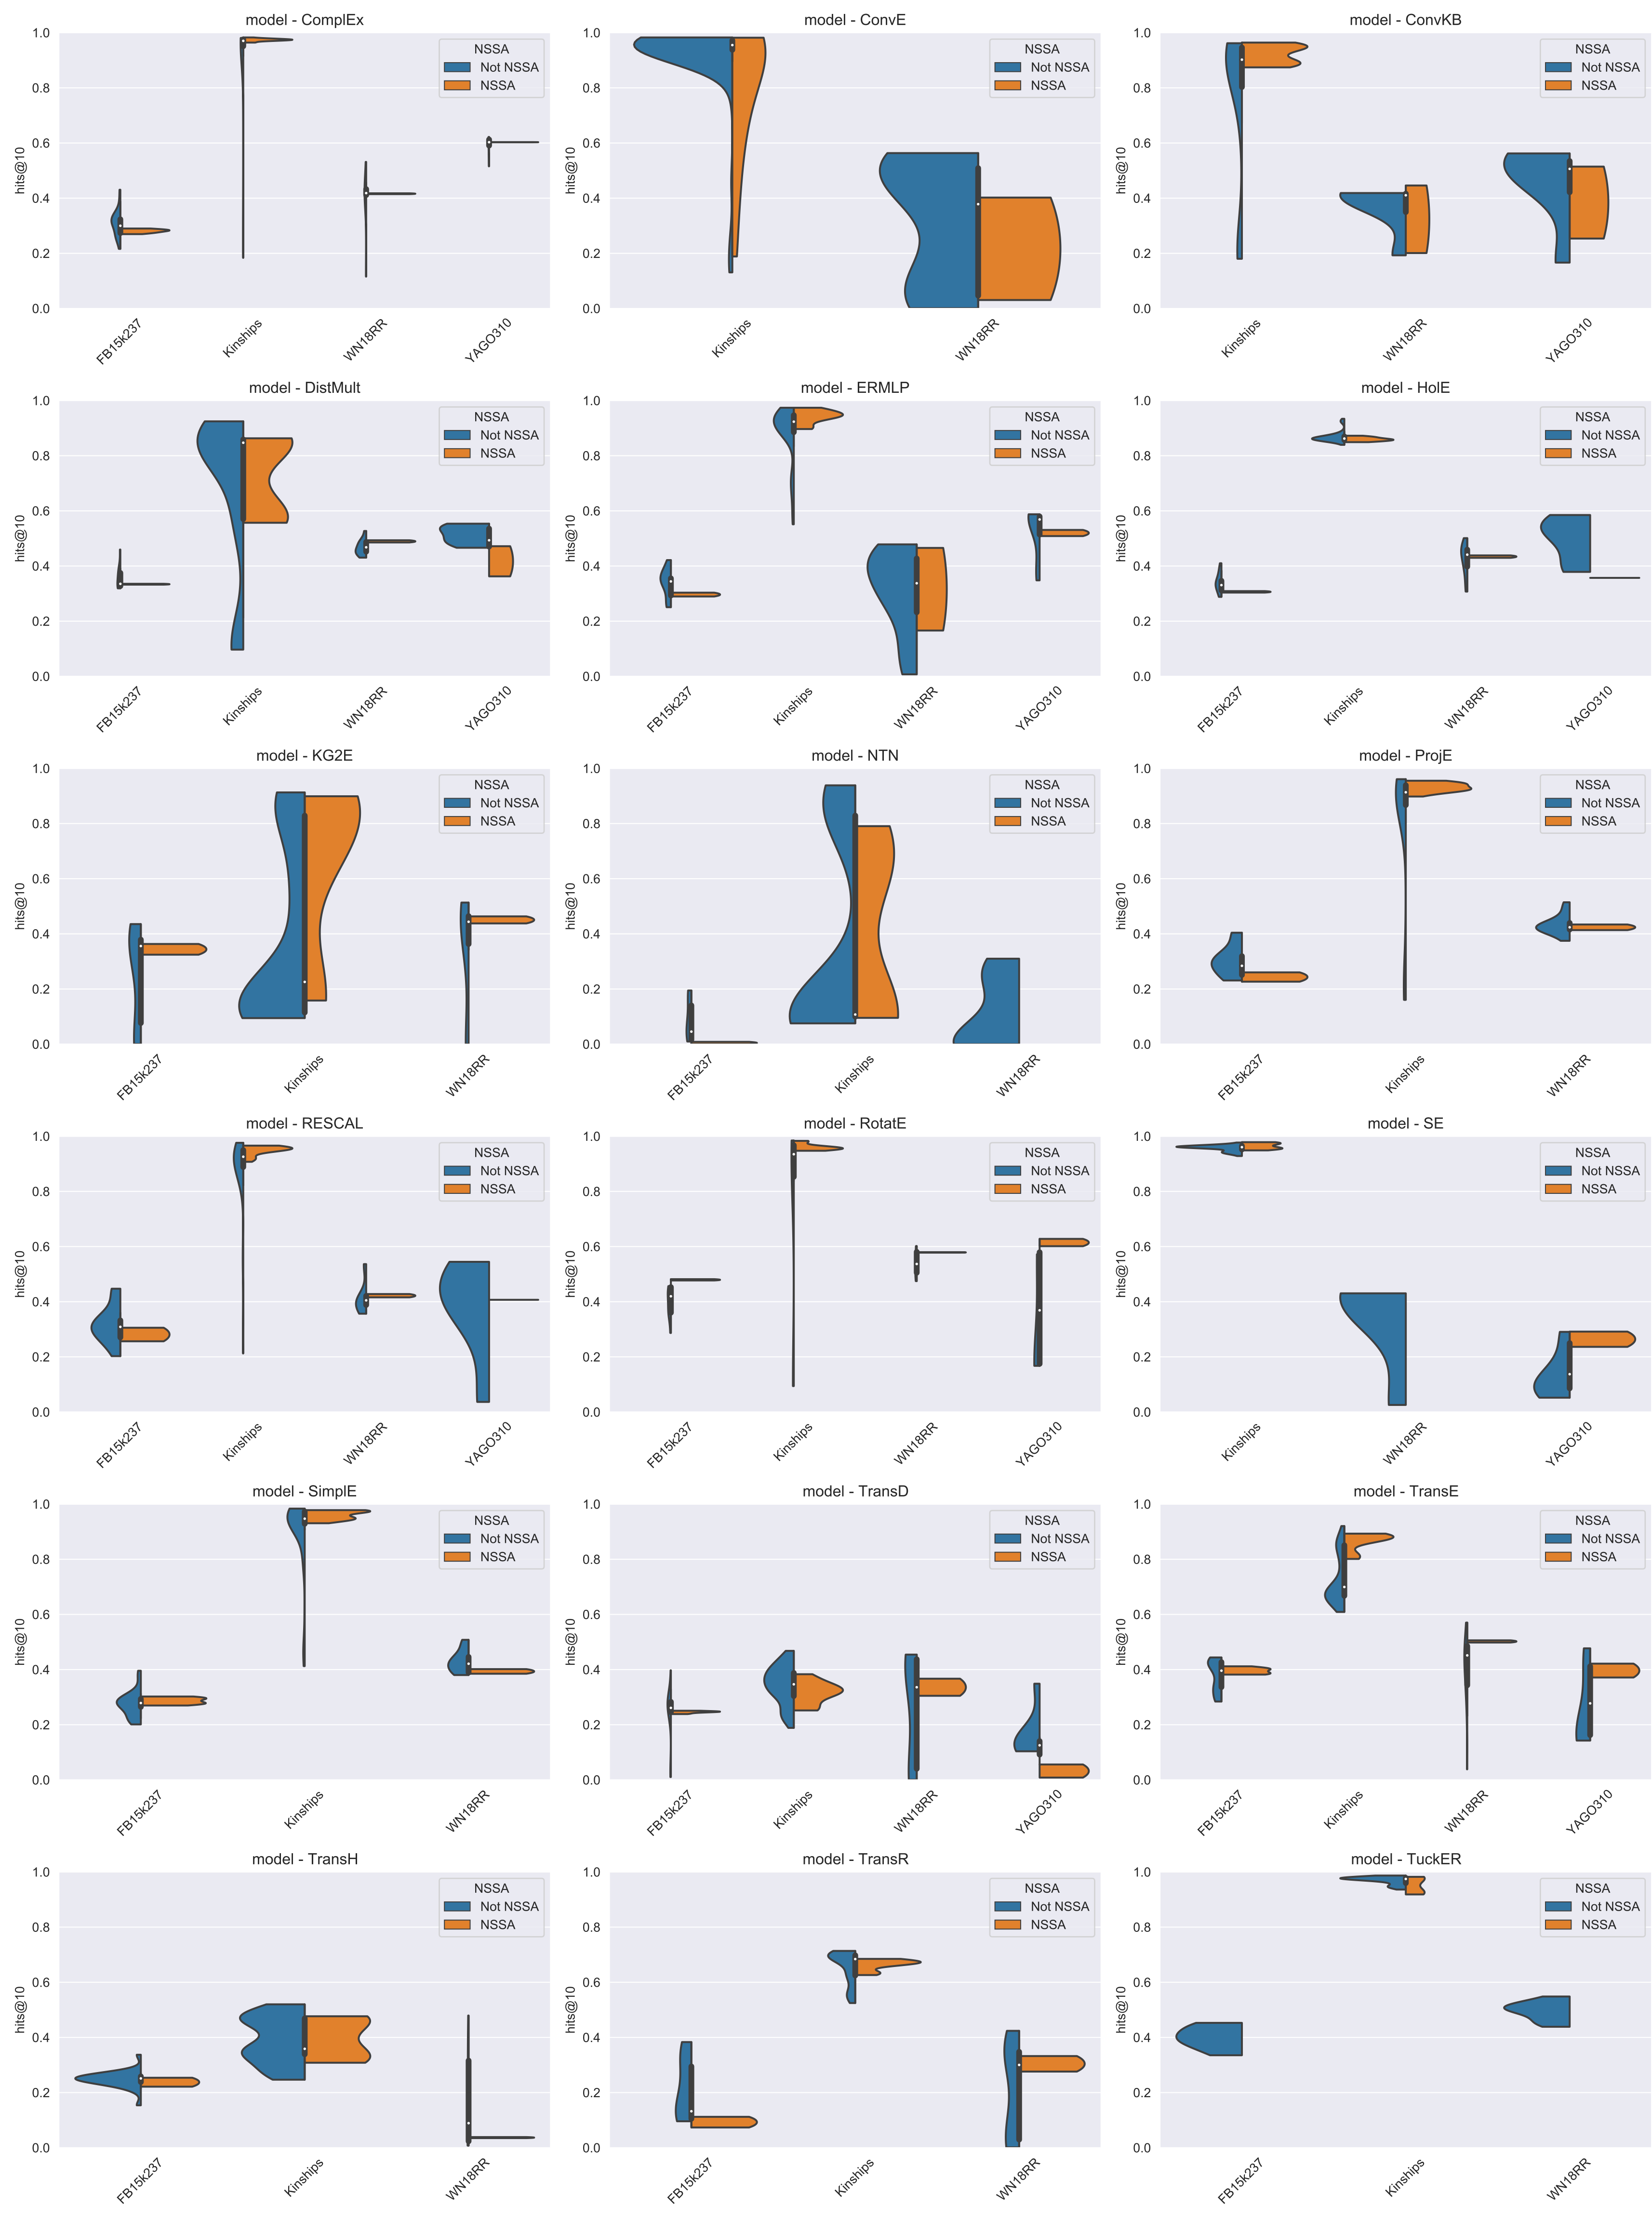 model - ComplEx
hits@10
1.0
0.8
0.6
0.4
0.2
0.0
NSSA
Not NSSA
NSSA
FB15k237
Kinships
WN18RR
YAGO310
model - ConvE
hits@10
1.0
0.8
0.6
0.4
0.2
0.0
NSSA
Not NSSA
NSSA
Kinships
WN18RR
model - ConvKB
hits@10
1.0
0.8
0.6
0.4
0.2
0.0
NSSA
Not NSSA
NSSA
Kinships
WN18RR
YAGO310
model - DistMult
hits@10
1.0
0.8
0.6
0.4
0.2
0.0
NSSA
Not NSSA
NSSA
FB15k237
Kinships
WN18RR
YAGO310
model - ERMLP
hits@10
1.0
0.8
0.6
0.4
0.2
0.0
NSSA
Not NSSA
NSSA
FB15k237
Kinships
WN18RR
YAGO310
model - HolE
hits@10
1.0
0.8
0.6
0.4
0.2
0.0
NSSA
Not NSSA
NSSA
FB15k237
Kinships
WN18RR
YAGO310
model - KG2E
hits@10
1.0
0.8
0.6
0.4
0.2
0.0
NSSA
Not NSSA
NSSA
FB15k237
Kinships
WN18RR
model - NTN
hits@10
1.0
0.8
0.6
0.4
0.2
0.0
NSSA
Not NSSA
NSSA
FB15k237
Kinships
WN18RR
model - ProjE
hits@10
1.0
0.8
0.6
0.4
0.2
0.0
NSSA
Not NSSA
NSSA
FB15k237
Kinships
WN18RR
model - RESCAL
hits@10
1.0
0.8
0.6
0.4
0.2
0.0
NSSA
Not NSSA
NSSA
FB15k237
Kinships
WN18RR
YAGO310
model - RotatE
hits@10
1.0
0.8
0.6
0.4
0.2
0.0
NSSA
Not NSSA
NSSA
FB15k237
Kinships
WN18RR
YAGO310
model - SE
hits@10
1.0
0.8
0.6
0.4
0.2
0.0
NSSA
Not NSSA
NSSA
Kinships
WN18RR
YAGO310
model - SimplE
hits@10
1.0
0.8
0.6
0.4
0.2
0.0
NSSA
Not NSSA
NSSA
FB15k237
Kinships
WN18RR
model - TransD
hits@10
1.0
0.8
0.6
0.4
0.2
0.0
NSSA
Not NSSA
NSSA
FB15k237
Kinships
WN18RR
YAGO310
model - TransE
hits@10
1.0
0.8
0.6
0.4
0.2
0.0
NSSA
Not NSSA
NSSA
FB15k237
Kinships
WN18RR
YAGO310
model - TransH
hits@10
1.0
0.8
0.6
0.4
0.2
0.0
NSSA
Not NSSA
NSSA
FB15k237
Kinships
WN18RR
model - TransR
hits@10
1.0
0.8
0.6
0.4
0.2
0.0
NSSA
Not NSSA
NSSA
FB15k237
Kinships
WN18RR
model - TuckER
hits@10
1.0
0.8
0.6
0.4
0.2
0.0
NSSA
Not NSSA
NSSA
FB15k237
Kinships
WN18RR